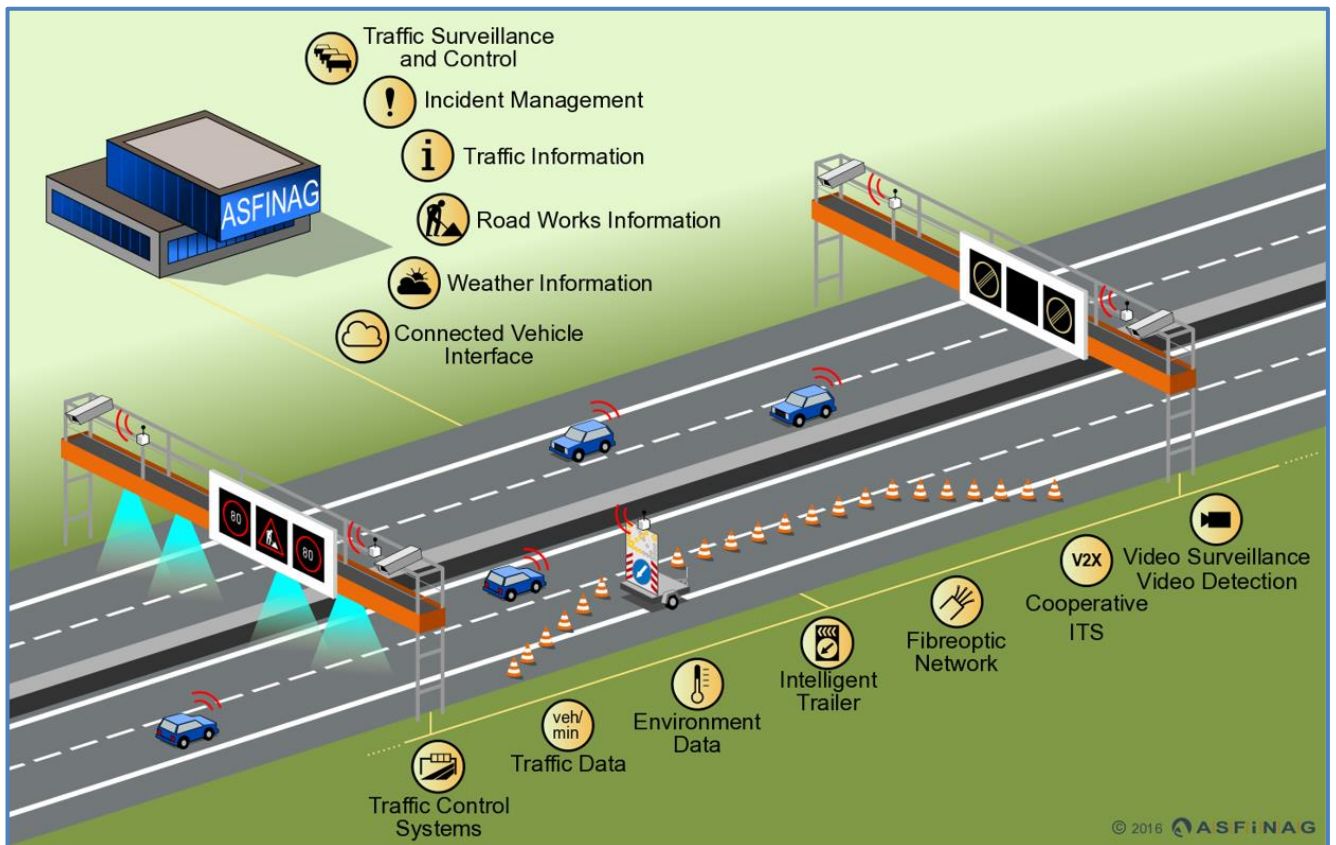 Traffic Surveillance
and Control
Incident Management
i
Traffic Information
ASFINAG
Road Works Information
Weather Information
Connected Vehicle
Interface
80
80
V2X
Video Surveillance
Video Detection
Cooperative
ITS
Fibreoptic
Network
Intelligent
Trailer
Environment
Data
veh/
min
Traffic Data
Traffic Control
Systems
© 2016 ASFiNAG